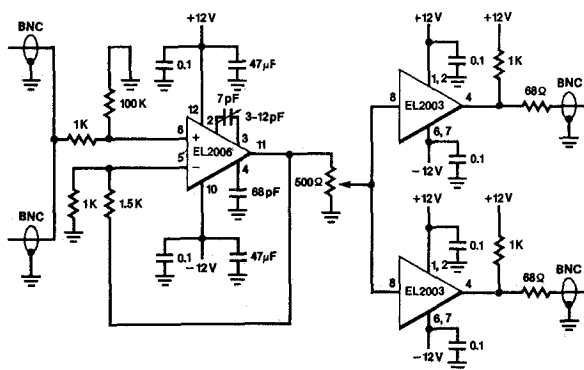 BNC
+12V
0.1
47μF
7pF
100K
12
2
3-12pF
1K
6
+
3
11
EL2006
5
-
4
10
68pF
1K
1.5K
500Ω
0.1
47μF
-12V
BNC
+12V
+12V
0.1
1K
1, 2
BNC
8
4
68Ω
EL2003
6, 7
0.1
-12V
+12V
+12V
0.1
1K
1, 2
BNC
8
4
68Ω
EL2003
6, 7
0.1
-12V